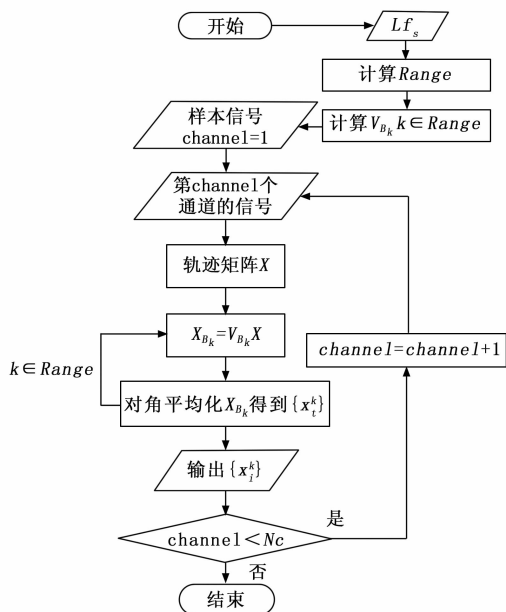 开始
Lf_s
计算Range
计算V_{B_k} k∈Range
样本信号
channel=1
第channel个
通道的信号
轨迹矩阵X
X_{B_k}=V_{B_k}X
k∈Range
channel=channel+1
对角平均化X_{B_k}得到{x_t^k}
输出{x_i^k}
是
channel<Nc
否
结束